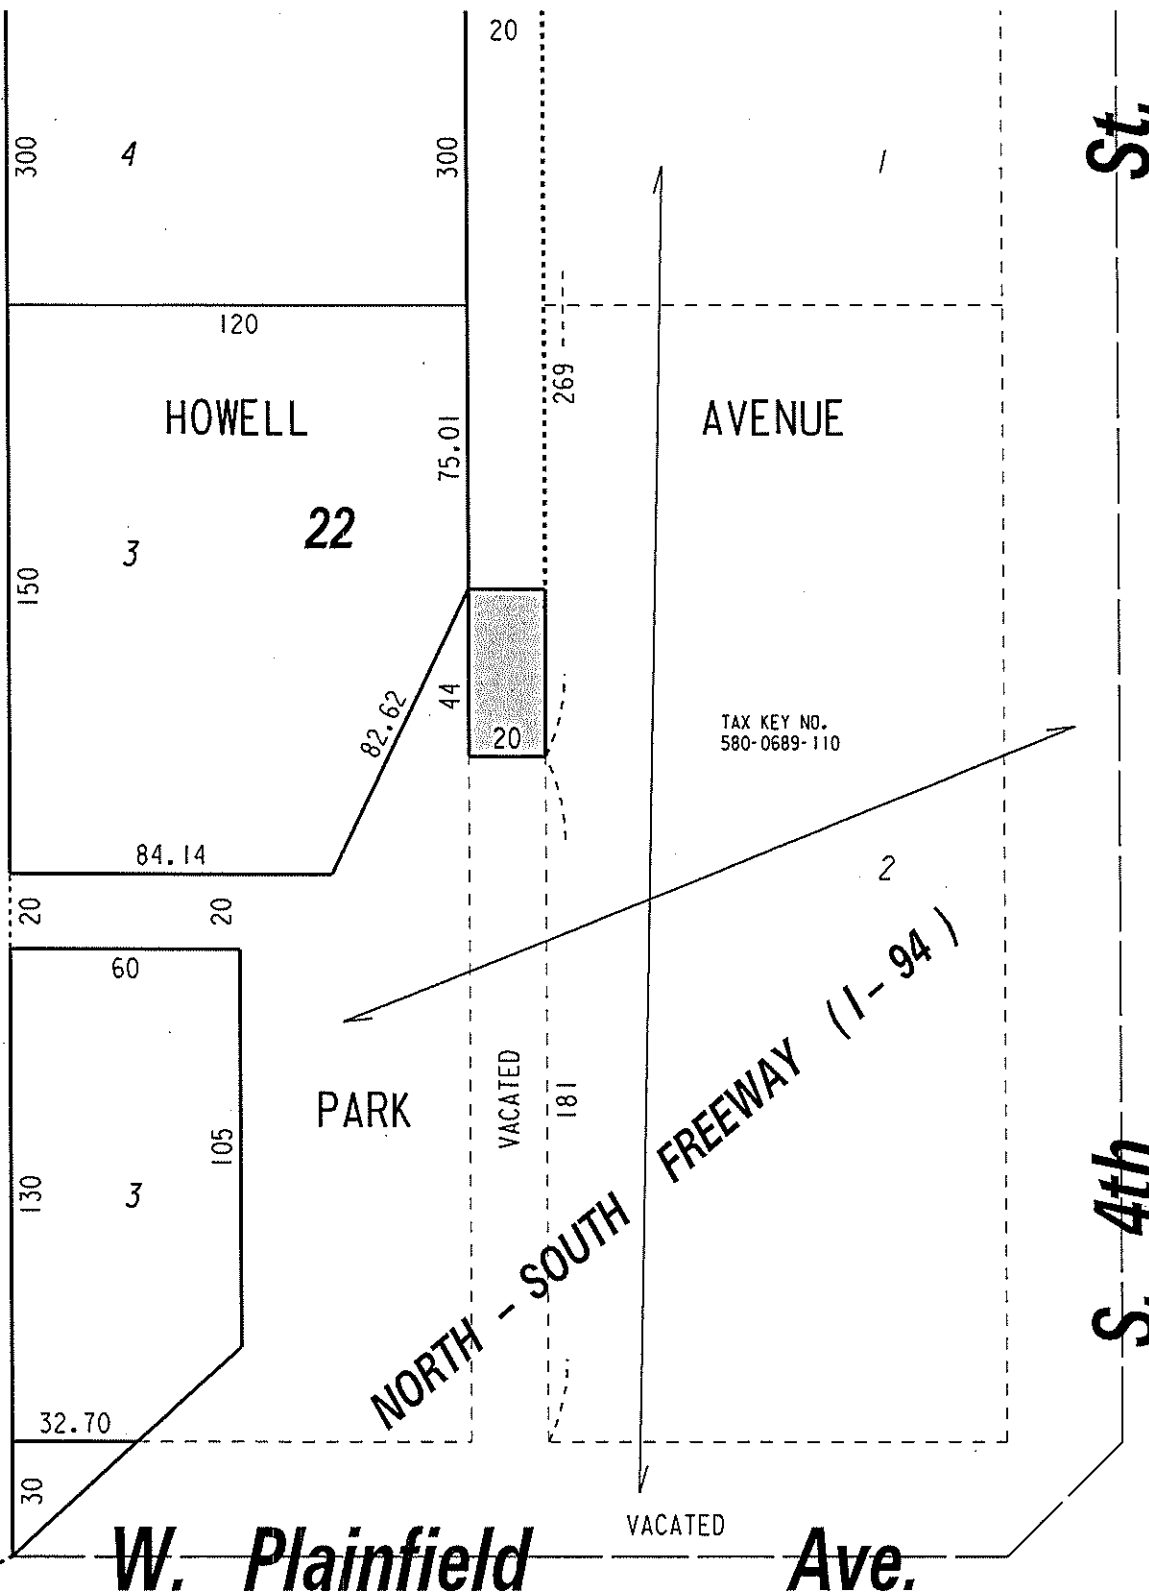 20
St.
300
4
300
1
120
269
HOWELL
AVENUE
75.01
22
3
150
44
82.62
20
TAX KEY NO.
580-0689-110
84.14
2
20
20
60
NORTH - SOUTH FREEWAY (I-94)
PARK
VACATED
181
105
130
3
S. 4th
32.70
30
VACATED
W. Plainfield Ave.